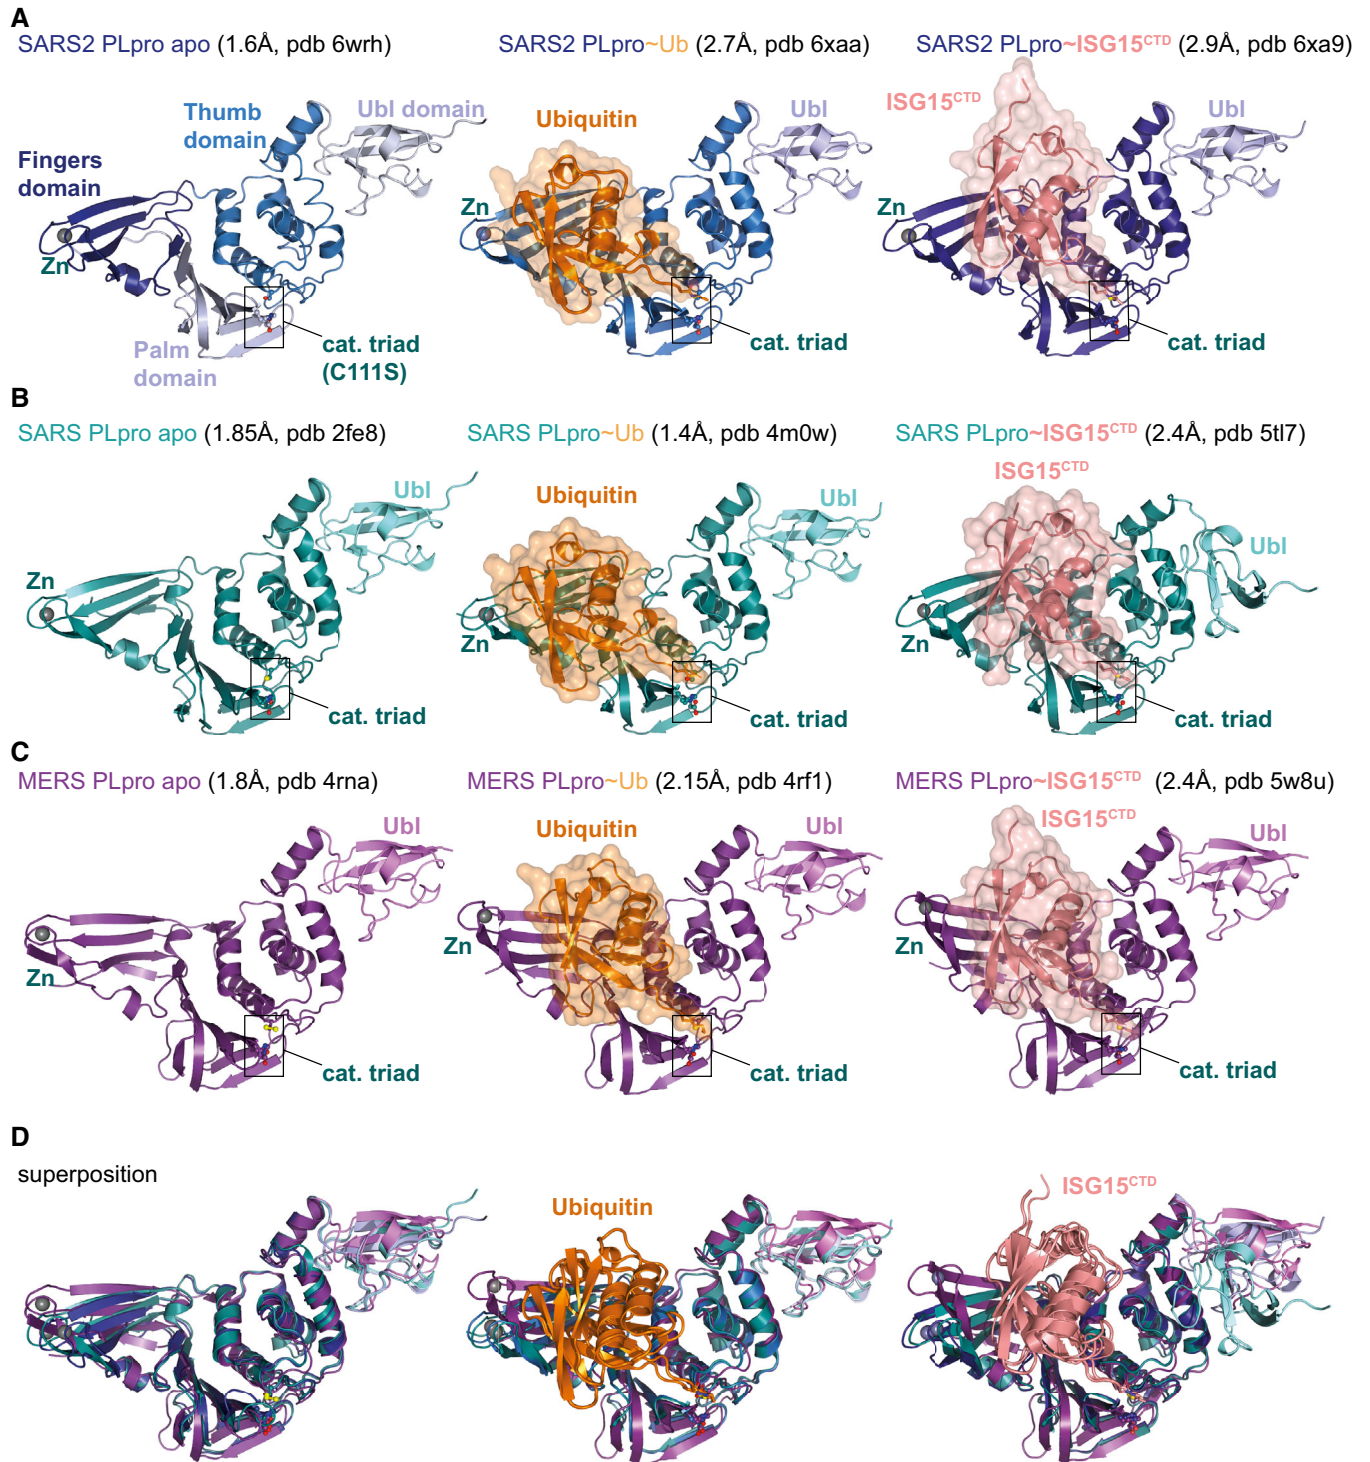 A
SARS2 PLpro apo (1.6Å, pdb 6wrh)
SARS2 PLpro~Ub (2.7Å, pdb 6xaa)
SARS2 PLpro~ISG15CTD (2.9Å, pdb 6xa9)
Thumb
domain
Ubl domain
Fingers
domain
Zn
Palm
domain
cat. triad
(C111S)
Ubiquitin
Ubl
Zn
cat. triad
ISG15CTD
Ubl
Zn
cat. triad
B
SARS PLpro apo (1.85Å, pdb 2fe8)
SARS PLpro~Ub (1.4Å, pdb 4m0w)
SARS PLpro~ISG15CTD (2.4Å, pdb 5tl7)
Ubl
Zn
cat. triad
Ubiquitin
Ubl
Zn
cat. triad
ISG15CTD
Ubl
Zn
cat. triad
C
MERS PLpro apo (1.8Å, pdb 4rna)
MERS PLpro~Ub (2.15Å, pdb 4rf1)
MERS PLpro~ISG15CTD (2.4Å, pdb 5w8u)
Ubl
Zn
cat. triad
Ubiquitin
Ubl
Zn
cat. triad
ISG15CTD
Ubl
Zn
cat. triad
D
superposition
Ubiquitin
ISG15CTD